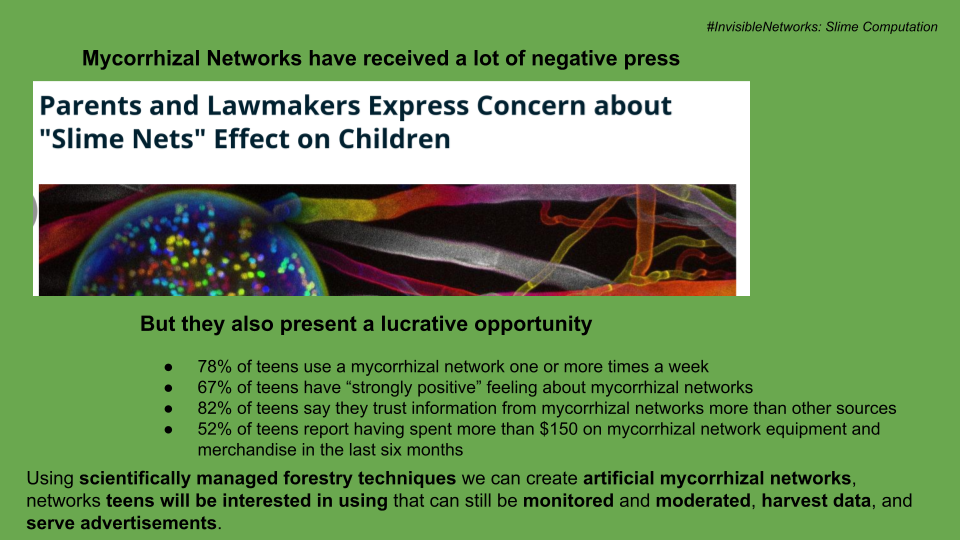 #InvisibleNetworks: Slime Computation
Mycorrhizal Networks have received a lot of negative press
Parents and Lawmakers Express Concern about
"Slime Nets" Effect on Children
But they also present a lucrative opportunity
● 78% of teens use a mycorrhizal network one or more times a week
● 67% of teens have “strongly positive” feeling about mycorrhizal networks
● 82% of teens say they trust information from mycorrhizal networks more than other sources
● 52% of teens report having spent more than $150 on mycorrhizal network equipment and
merchandise in the last six months
Using scientifically managed forestry techniques we can create artificial mycorrhizal networks,
networks teens will be interested in using that can still be monitored and moderated, harvest data, and
serve advertisements.